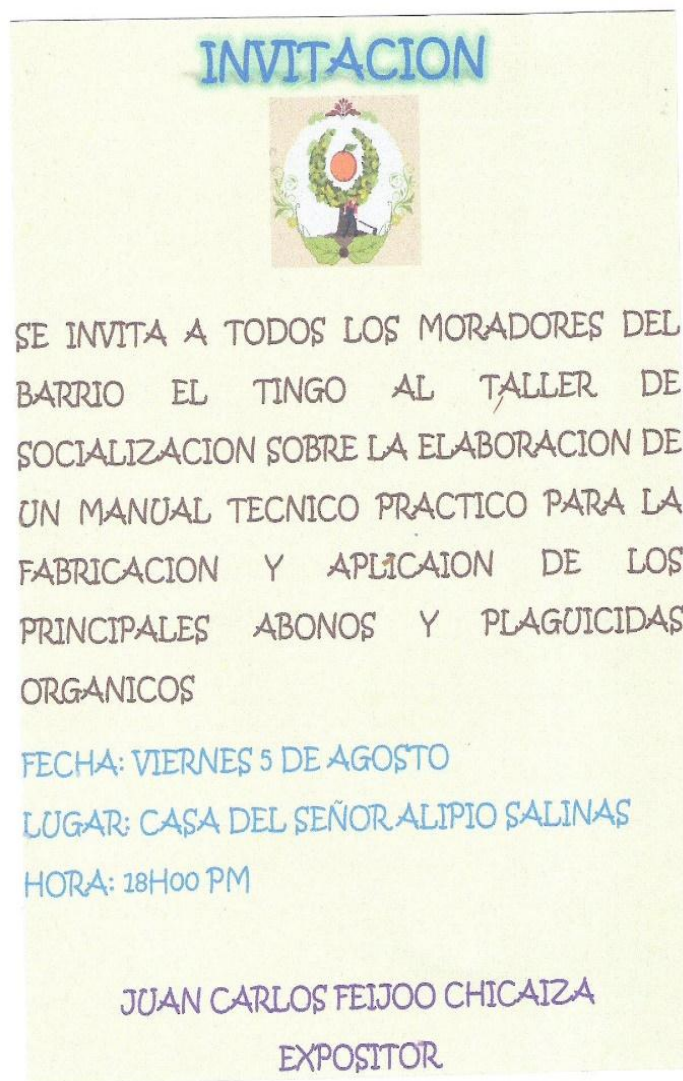 INVITACION
SE INVITA A TODOS LOS MORADORES DEL
BARRIO EL TINGO AL TALLER DE
SOCIALIZACION SOBRE LA ELABORACION DE
UN MANUAL TECNICO PRACTICO PARA LA
FABRICACION Y APLICAION DE LOS
PRINCIPALES ABONOS Y PLAGUICIDAS
ORGANICOS
FECHA: VIERNES 5 DE AGOSTO
LUGAR: CASA DEL SEÑOR ALIPIO SALINAS
HORA: 18H00 PM
JUAN CARLOS FEIJOO CHICAIZA
EXPOSITOR